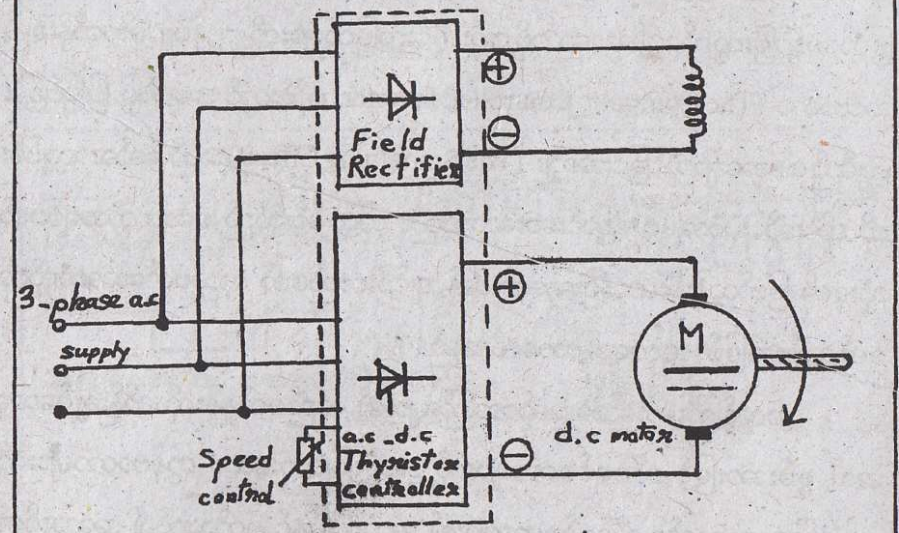 +
−
Field
Rectifier
3-phase a.c
supply
+
M
Speed
control
a.c-d.c
Thyristor
controller
d.c motor
−